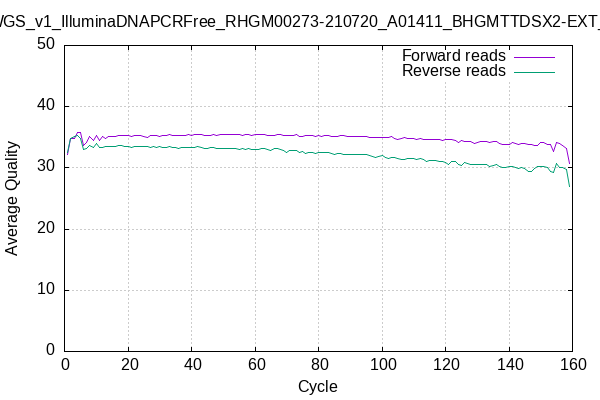 WGS_v1_IlluminaDNAPCRFree_RHGM00273-210720_A01411_BHGMTTDSX2-EXT_
Forward reads
Reverse reads
50
40
30
20
10
0
Average Quality
0 20 40 60 80 100 120 140 160
Cycle